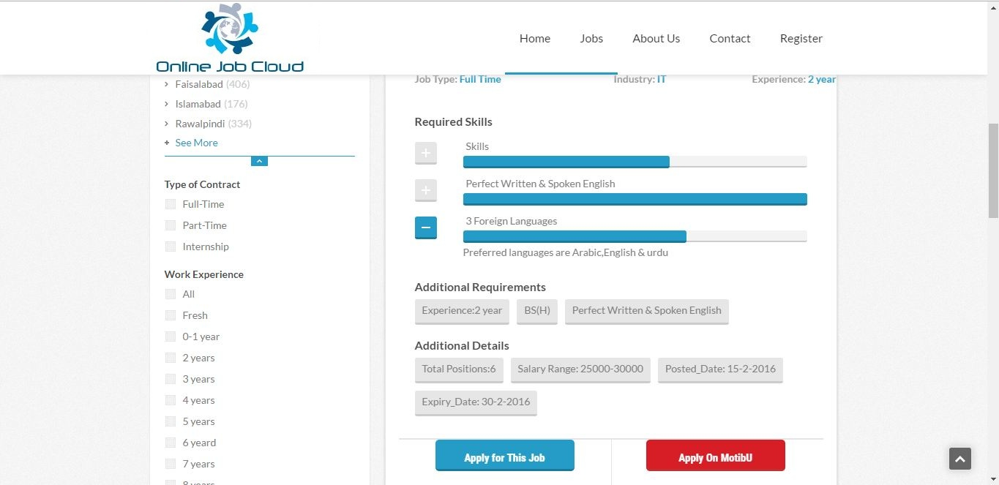 Online Job Cloud
Home Jobs About Us Contact Register
Faisalabad (406)
Islamabad (176)
Rawalpindi (334)
See More
Type of Contract
Full-Time
Part-Time
Internship
Work Experience
All
Fresh
0-1 year
2 years
3 years
4 years
5 years
6 yeard
7 years
8 years
Job Type: Full Time Industry: IT Experience: 2 year
Required Skills
Skills
Perfect Written & Spoken English
3 Foreign Languages
Preferred languages are Arabic,English & urdu
Additional Requirements
Experience:2 year BS(H) Perfect Written & Spoken English
Additional Details
Total Positions:6 Salary Range: 25000-30000 Posted_Date: 15-2-2016
Expiry_Date: 30-2-2016
Apply for This Job Apply On MotibU